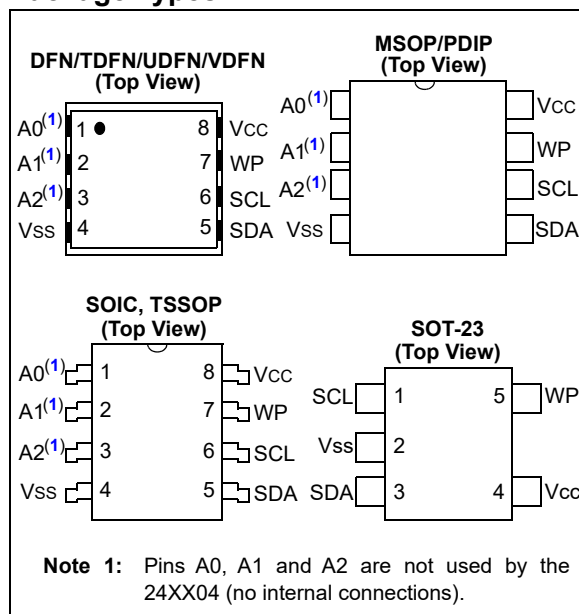 DFN/TDFN/UDFN/VDFN
(Top View)
A0(1) 1 8 VCC
A1(1) 2 7 WP
A2(1) 3 6 SCL
VSS 4 5 SDA
MSOP/PDIP
(Top View)
A0(1) VCC
A1(1) WP
A2(1) SCL
VSS SDA
SOIC, TSSOP
(Top View)
A0(1) 1 8 VCC
A1(1) 2 7 WP
A2(1) 3 6 SCL
VSS 4 5 SDA
SOT-23
(Top View)
SCL 1 5 WP
Vss 2
SDA 3 4 Vcc
Note 1: Pins A0, A1 and A2 are not used by the
24XX04 (no internal connections).